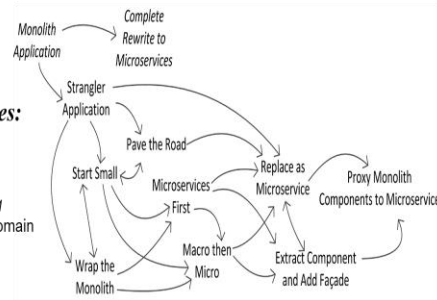 Monolith
Application
Complete
Rewrite to
Microservices
Strangler
Application
es:
Pave the Road
Start Small
Replace as
Microservice
Proxy Monolith
Components to Microservice
Microservices
First
omain
Macro then
Micro
Wrap the
Monolith
Extract Component
and Add Façade